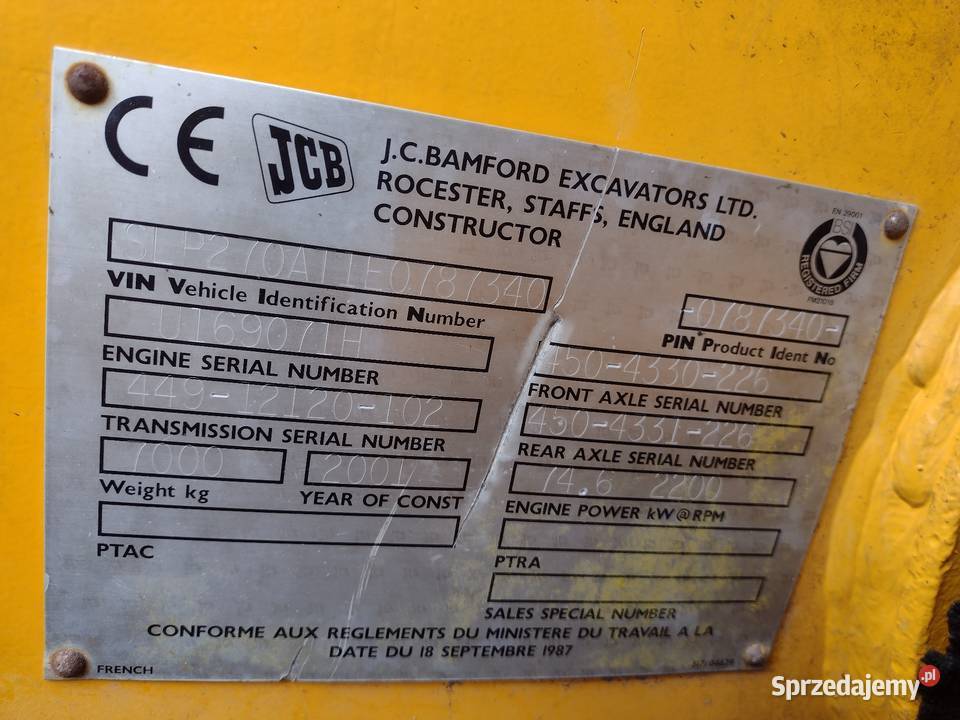 CE
JCB
J.C.BAMFORD EXCAVATORS LTD.
ROCESTER, STAFFS, ENGLAND
CONSTRUCTOR
EN 29001
BSI
REGISTERED FIRM
VIN Vehicle Identification Number
-0787340-
PIN Product Ident No
U169071H
ENGINE SERIAL NUMBER
450-4330-226
FRONT AXLE SERIAL NUMBER
449-12120-102
TRANSMISSION SERIAL NUMBER
450-4331-226
REAR AXLE SERIAL NUMBER
7000
Weight kg
2001
YEAR OF CONST
74.6 2200
ENGINE POWER kW@RPM
PTAC
PTRA
SALES SPECIAL NUMBER
CONFORME AUX REGLEMENTS DU MINISTERE DU TRAVAIL A LA
DATE DU 18 SEPTEMBRE 1987
FRENCH
Sprzedajemy.pl